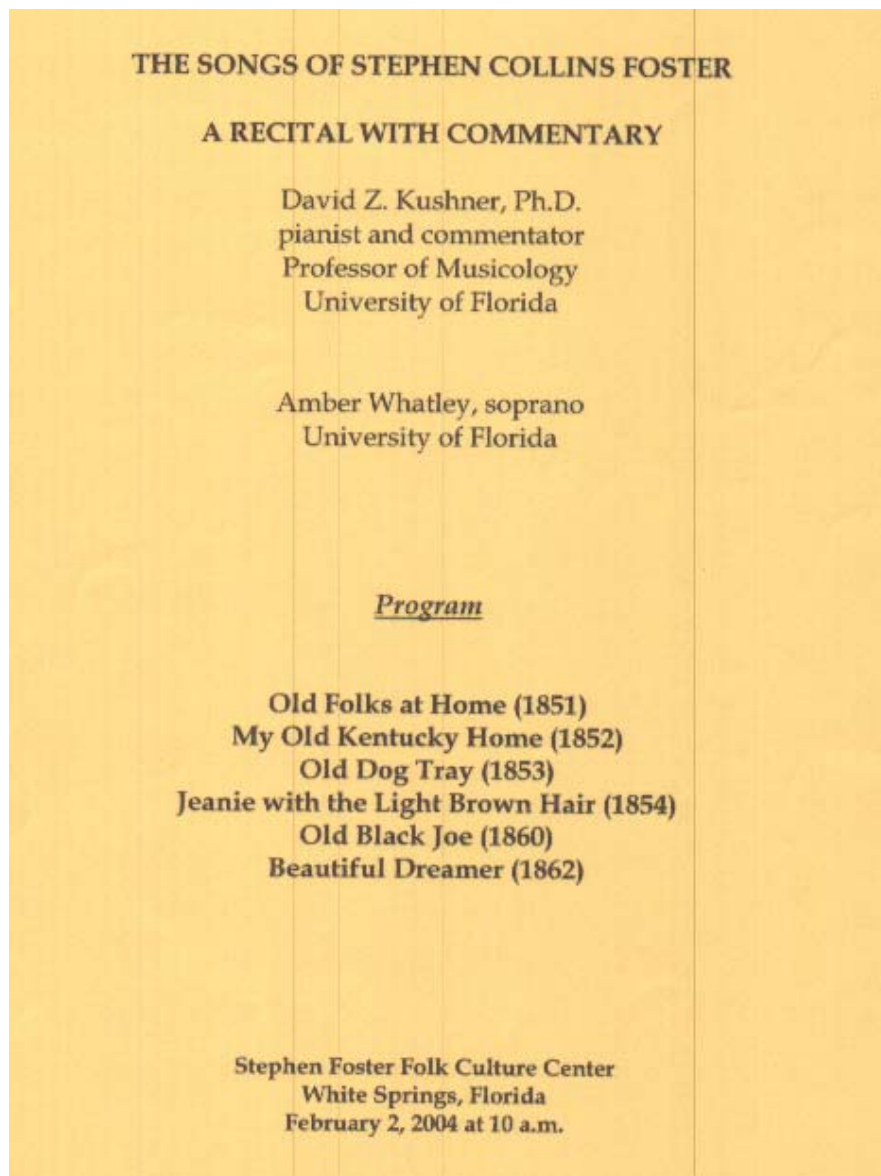 THE SONGS OF STEPHEN COLLINS FOSTER
A RECITAL WITH COMMENTARY
David Z. Kushner, Ph.D.
pianist and commentator
Professor of Musicology
University of Florida
Amber Whatley, soprano
University of Florida
Program
Old Folks at Home (1851)
My Old Kentucky Home (1852)
Old Dog Tray (1853)
Jeanie with the Light Brown Hair (1854)
Old Black Joe (1860)
Beautiful Dreamer (1862)
Stephen Foster Folk Culture Center
White Springs, Florida
February 2, 2004 at 10 a.m.